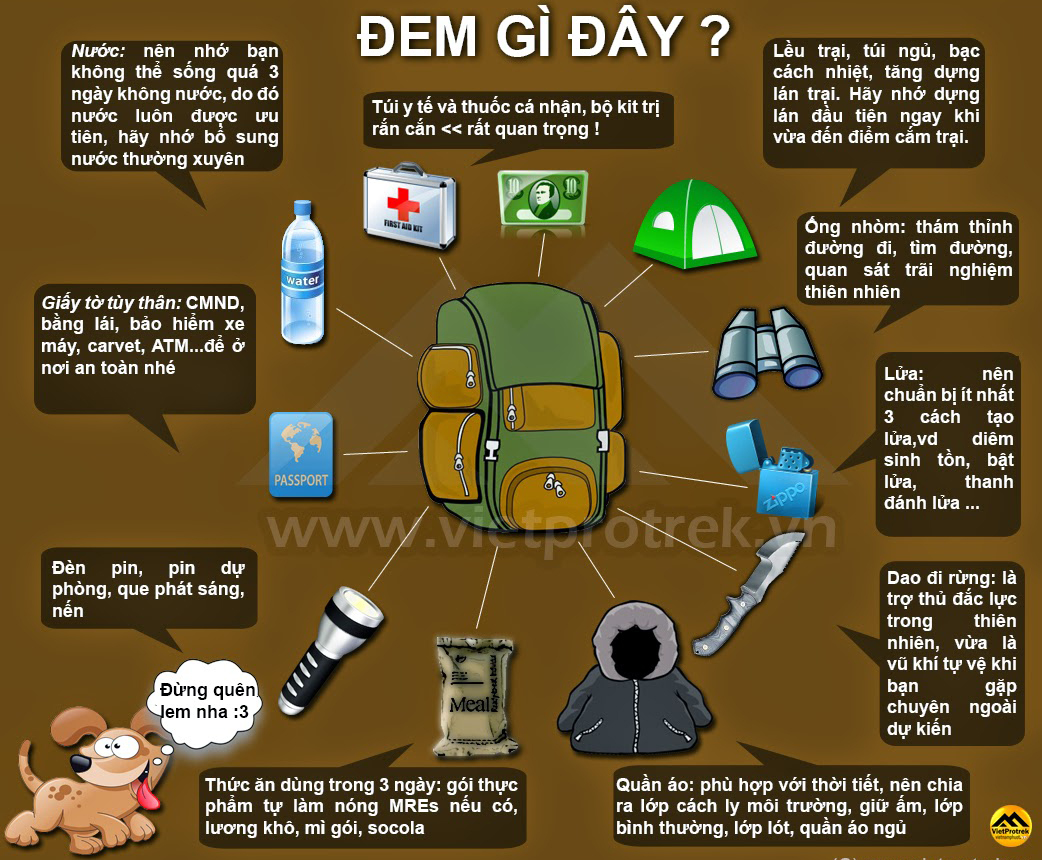 ĐEM GÌ ĐÂY ?
Nước: nên nhớ bạn
không thể sống quá 3
ngày không nước, do đó
nước luôn được ưu
tiên, hãy nhớ bổ sung
nước thường xuyên
Túi y tế và thuốc cá nhận, bộ kit trị
rắn cắn << rất quan trọng !
Lều trại, túi ngủ, bạc
cách nhiệt, tăng dựng
lán trại. Hãy nhớ dựng
lán đầu tiên ngay khi
vừa đến điểm cắm trại.
FIRST AID KIT
10 10
water
Ống nhòm: thám thỉnh
đường đi, tìm đường,
quan sát trãi nghiệm
thiên nhiên
Giấy tờ tùy thân: CMND,
bằng lái, bảo hiểm xe
máy, carvet, ATM...để ở
nơi an toàn nhé
Lửa: nên
chuẩn bị ít nhất
3 cách tạo
lửa,vd diêm
sinh tồn, bật
lửa, thanh
đánh lửa ...
PASSPORT
zippo
www.vietprotrek.vn
Đèn pin, pin dự
phòng, que phát sáng,
nến
Dao đi rừng: là
trợ thủ đắc lực
trong thiên
nhiên, vừa là
vũ khí tự vệ khi
bạn gặp
chuyên ngoài
dự kiến
Meal
Đừng quên
lem nha :3
Thức ăn dùng trong 3 ngày: gói thực
phẩm tự làm nóng MREs nếu có,
lương khô, mì gói, socola
Quần áo: phù hợp với thời tiết, nên chia
ra lớp cách ly môi trường, giữ ấm, lớp
bình thường, lớp lót, quần áo ngủ
VietProtrek